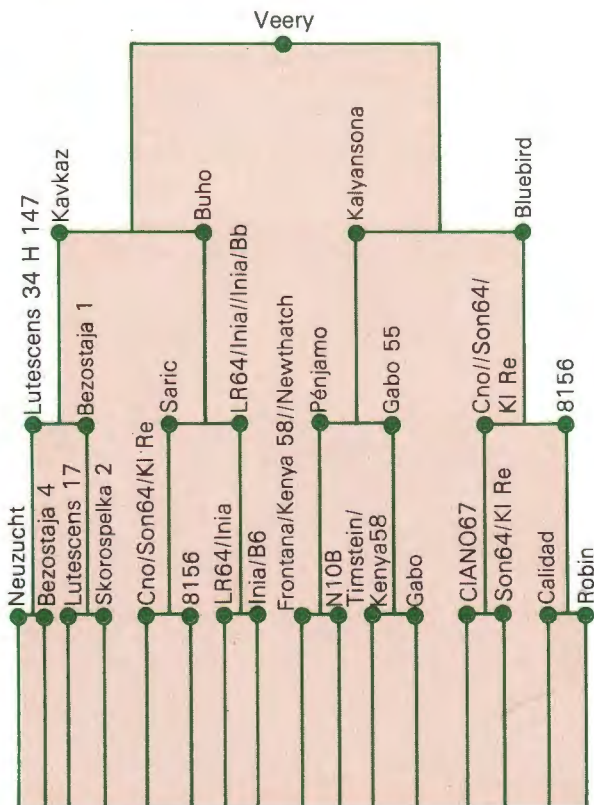 Veery
Kavkaz
Buho
Kalyansona
Bluebird
Lutescens 34 H 147
Bezostaja 1
Saric
LR64/Inia//Inia/Bb
Pénjamo
Gabo 55
Cno//Son64/
Kl Re
8156
Neuzucht
Bezostaja 4
Lutescens 17
Skorospelka 2
Cno/Son64/Kl Re
8156
LR64/Inia
Inia/B6
Frontana/Kenya 58//Newthatch
N10B
Timstein/
Kenya58
Gabo
CIANO67
Son64/Kl Re
Calidad
Robin